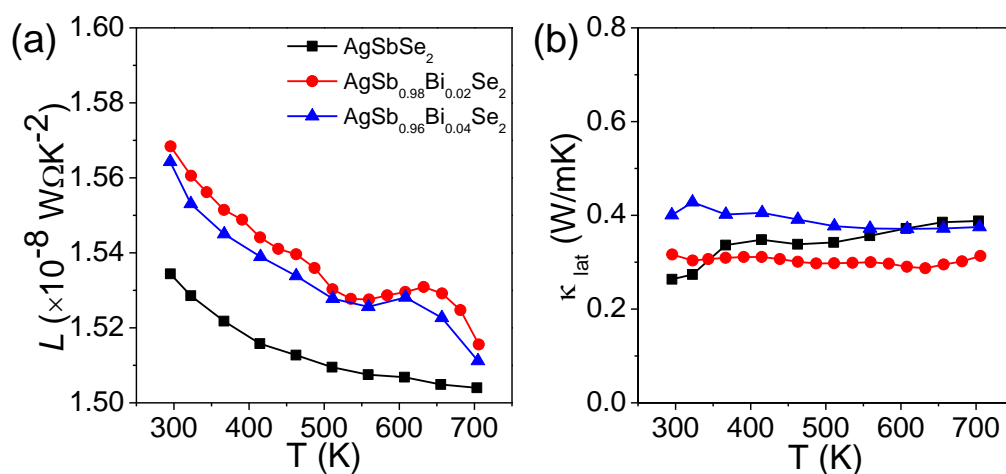 (a)
1.60
1.58
1.56
1.54
1.52
1.50
L (×10-8 WΩK-2)
300 400 500 600 700
T (K)
AgSbSe2
AgSb0.98Bi0.02Se2
AgSb0.96Bi0.04Se2
(b)
0.8
0.6
0.4
0.2
0.0
κ lat (W/mK)
300 400 500 600 700
T (K)